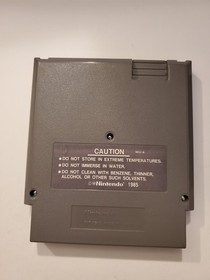 CAUTION
●DO NOT STORE IN EXTREME TEMPERATURES.
●DO NOT IMMERSE IN WATER.
●DO NOT CLEAN WITH BENZENE, THINNER,
ALCOHOL OR OTHER SUCH SOLVENTS.
©Nintendo 1985